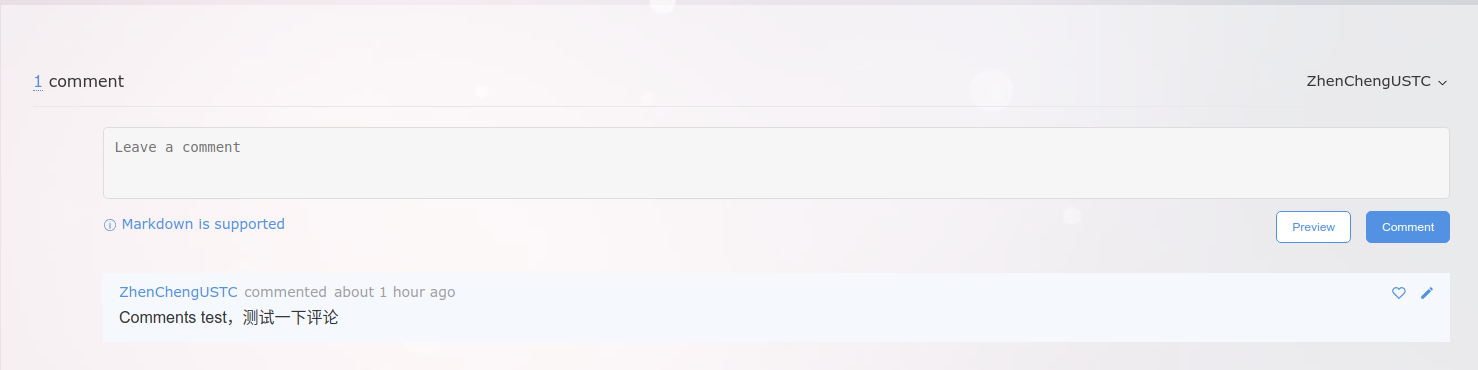 1 comment
ZhenChengUSTC
Leave a comment
Markdown is supported
Preview
Comment
ZhenChengUSTC commented about 1 hour ago
Comments test，测试一下评论